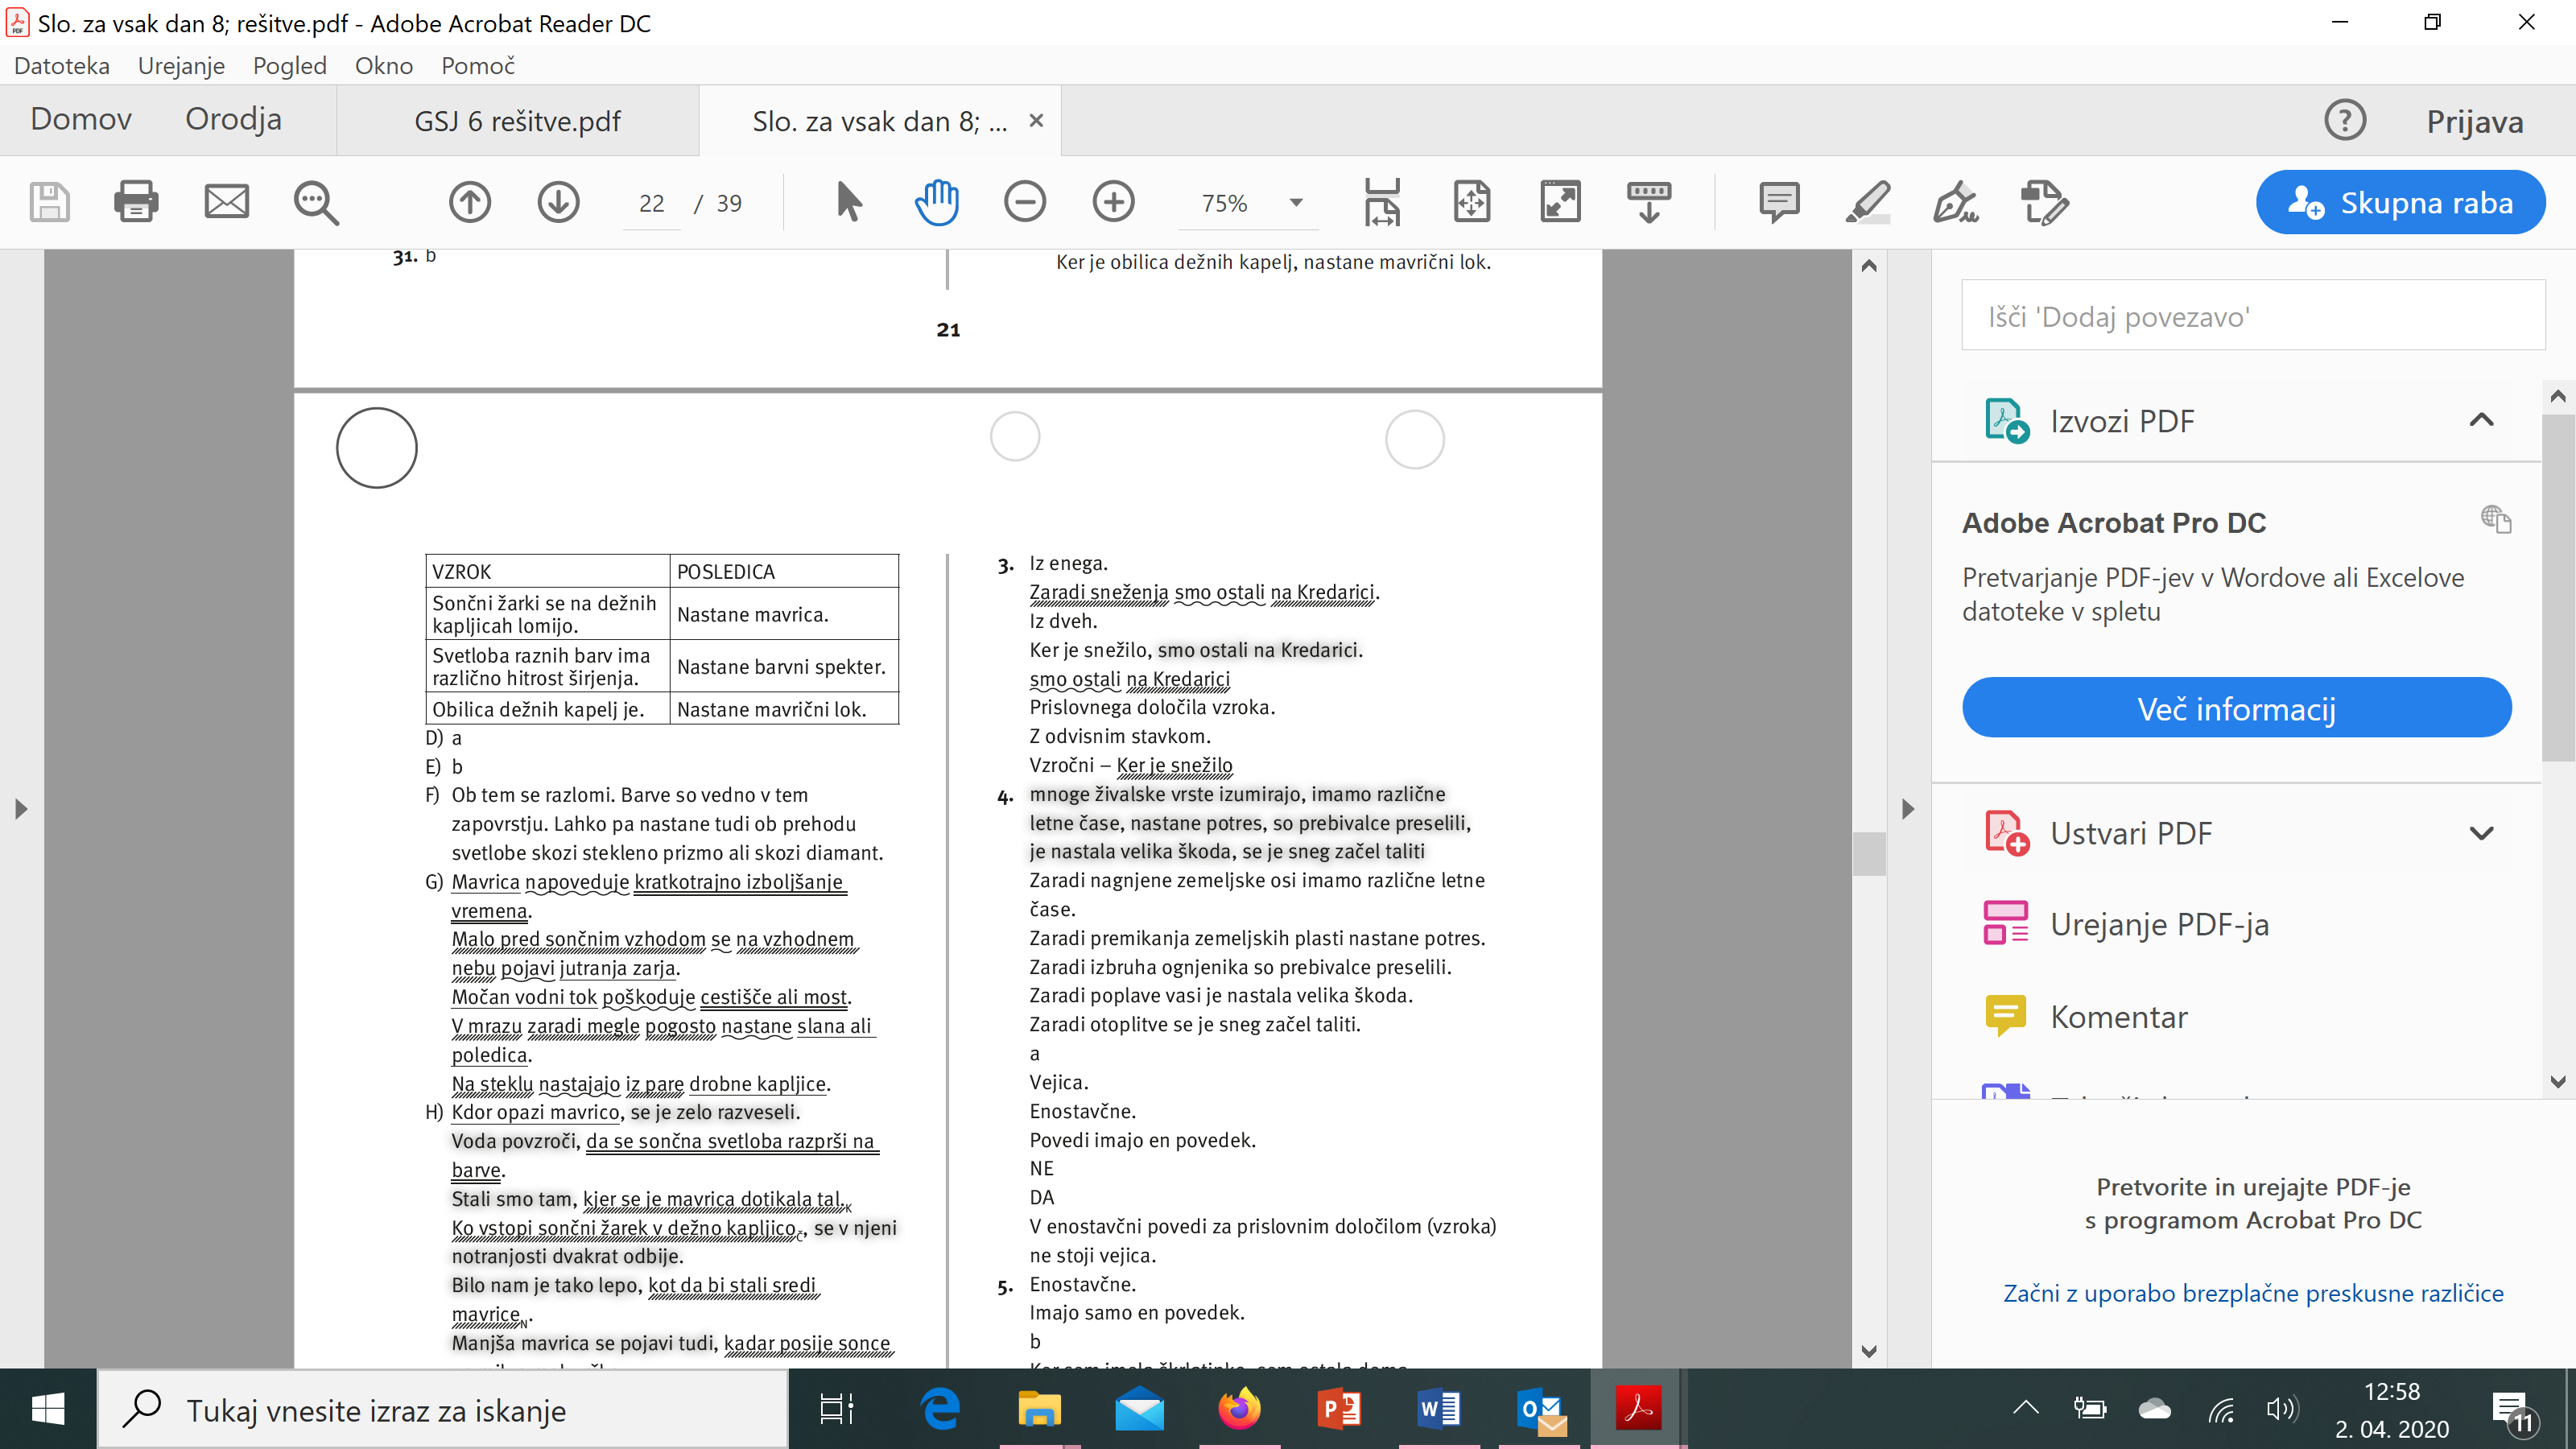 Slo. za vsak dan 8; rešitve.pdf - Adobe Acrobat Reader DC
Datoteka Urejanje Pogled Okno Pomoč
Domov Orodja GSJ 6 rešitve.pdf Slo. za vsak dan 8; ... Prijava
22 / 39 75% Skupna raba
31. b
Ker je obilica dežnih kapelj, nastane mavrični lok.
21
VZROK POSLEDICA
Sončni žarki se na dežnih
kapljicah lomijo.
Nastane mavrica.
Svetloba raznih barv ima
različno hitrost širjenja.
Nastane barvni spekter.
Obilica dežnih kapelj je. Nastane mavrični lok.
D) a
E) b
F) Ob tem se razlomi. Barve so vedno v tem
zapovrstju. Lahko pa nastane tudi ob prehodu
svetlobe skozi stekleno prizmo ali skozi diamant.
G) Mavrica napoveduje kratkotrajno izboljšanje
vremena.
Malo pred sončnim vzhodom se na vzhodnem
nebu pojavi jutranja zarja.
Močan vodni tok poškoduje cestišče ali most.
V mrazu zaradi megle pogosto nastane slana ali
poledica.
Na steklu nastajajo iz pare drobne kapljice.
H) Kdor opazi mavrico, se je zelo razveseli.
Voda povzroči, da se sončna svetloba razprši na
barve.
Stali smo tam, kjer se je mavrica dotikala tal.K
Ko vstopi sončni žarek v dežno kapljicoČ, se v njeni
notranjosti dvakrat odbije.
Bilo nam je tako lepo, kot da bi stali sredi
mavriceN.
Manjša mavrica se pojavi tudi, kadar posije sonce
3. Iz enega.
Zaradi sneženja smo ostali na Kredarici.
Iz dveh.
Ker je snežilo, smo ostali na Kredarici.
smo ostali na Kredarici
Prislovnega določila vzroka.
Z odvisnim stavkom.
Vzročni – Ker je snežilo
4. mnoge živalske vrste izumirajo, imamo različne
letne čase, nastane potres, so prebivalce preselili,
je nastala velika škoda, se je sneg začel taliti
Zaradi nagnjene zemeljske osi imamo različne letne
čase.
Zaradi premikanja zemeljskih plasti nastane potres.
Zaradi izbruha ognjenika so prebivalce preselili.
Zaradi poplave vasi je nastala velika škoda.
Zaradi otoplitve se je sneg začel taliti.
a
Vejica.
Enostavčne.
Povedi imajo en povedek.
NE
DA
V enostavčni povedi za prislovnim določilom (vzroka)
ne stoji vejica.
5. Enostavčne.
Imajo samo en povedek.
b
Išči 'Dodaj povezavo'
Izvozi PDF
Adobe Acrobat Pro DC
Pretvarjanje PDF-jev v Wordove ali Excelove
datoteke v spletu
Več informacij
Ustvari PDF
Urejanje PDF-ja
Komentar
Pretvorite in urejajte PDF-je
s programom Acrobat Pro DC
Začni z uporabo brezplačne preskusne različice
Tukaj vnesite izraz za iskanje
12:58
2. 04. 2020
11